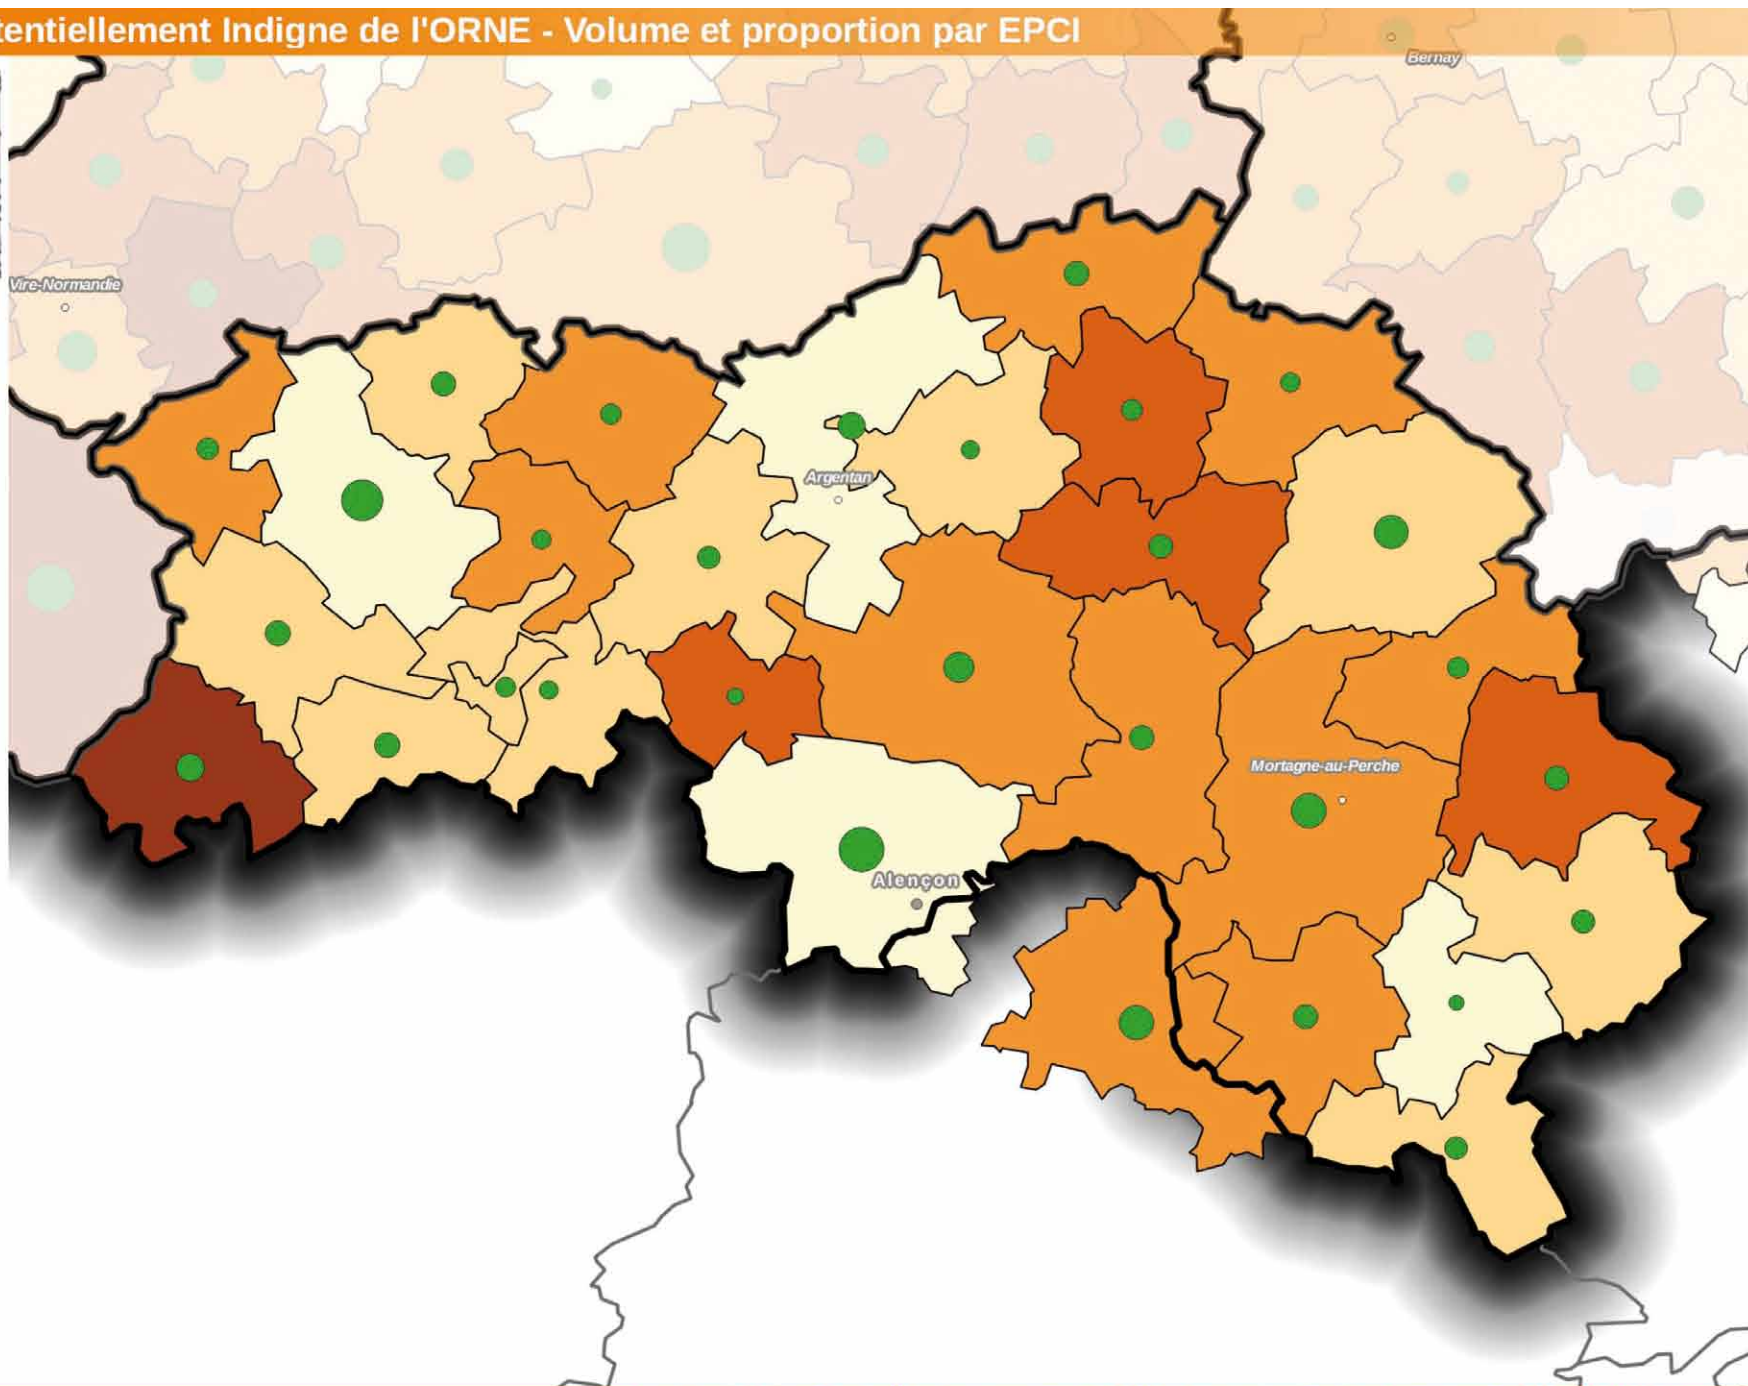 tentiellement Indigne de l'ORNE - Volume et proportion par EPCI
Bernay
Vire-Normandie
Argentan
Mortagne-au-Perche
Alençon